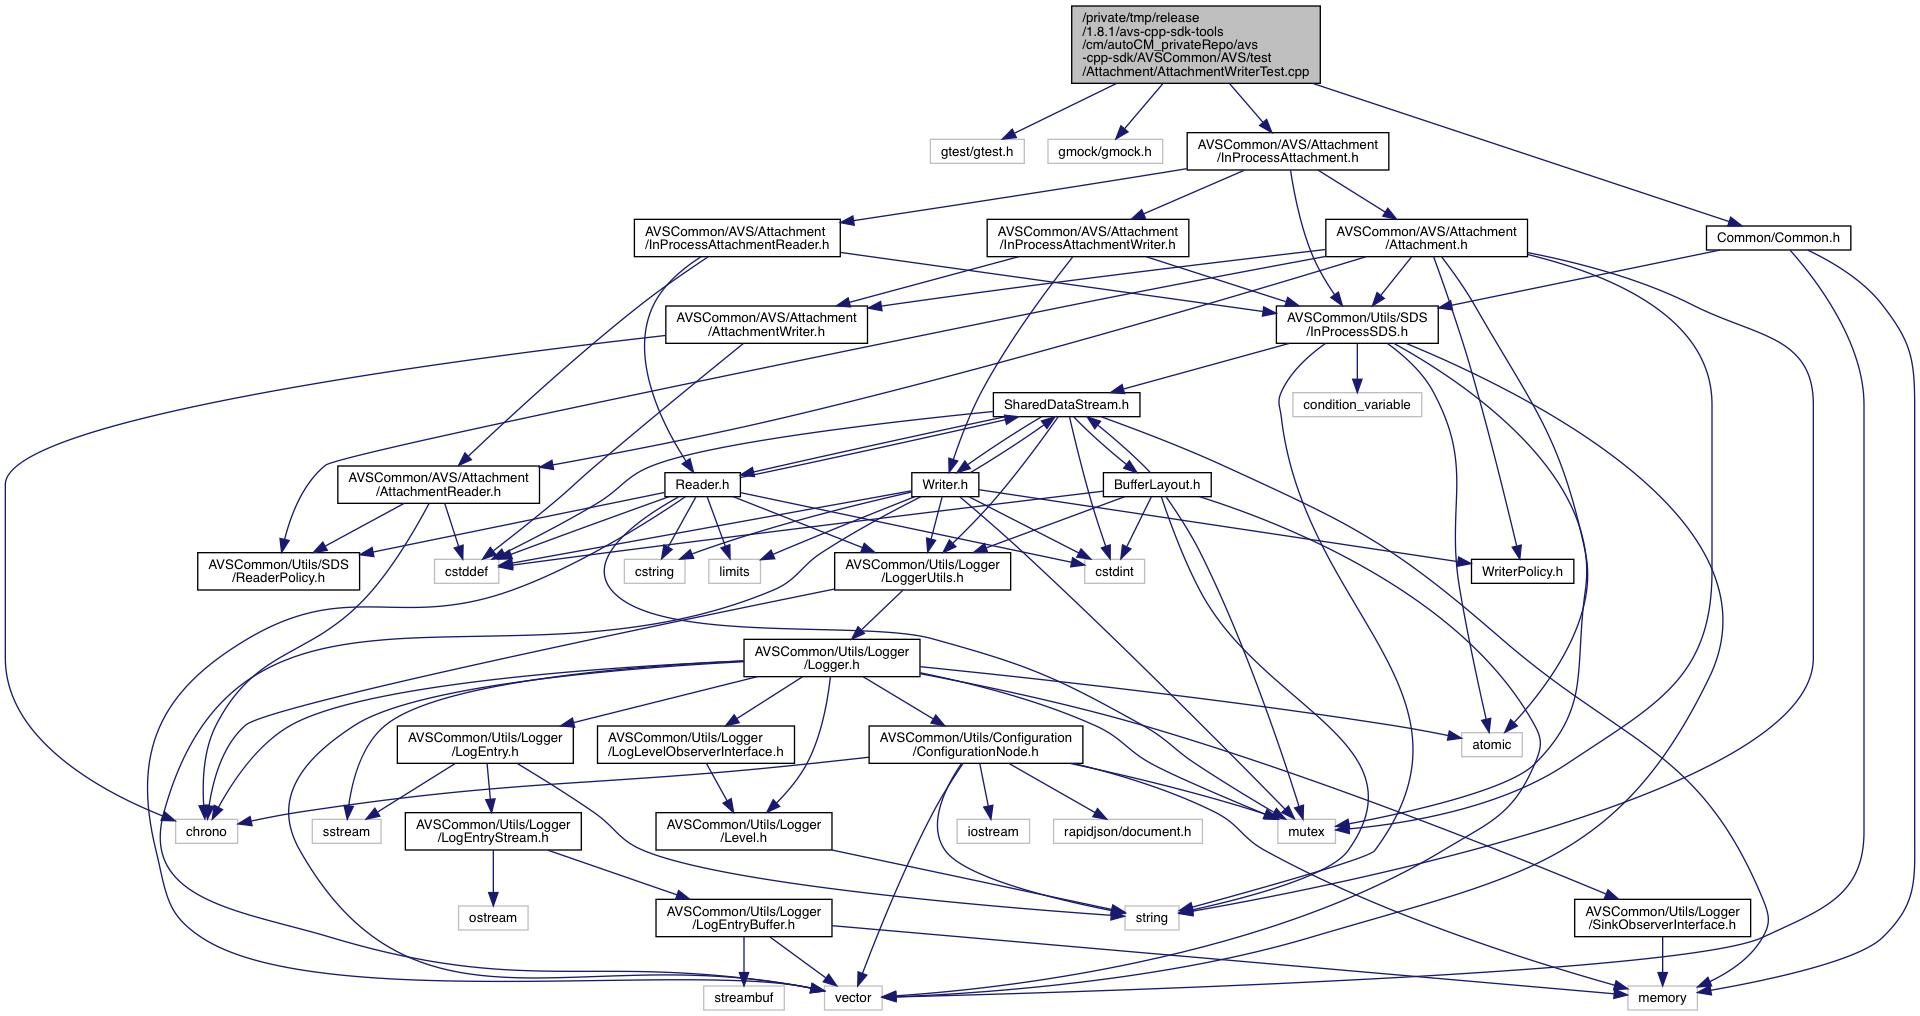 /private/tmp/release
/1.8.1/avs-cpp-sdk-tools
/cm/autoCM_privateRepo/avs
-cpp-sdk/AVSCommon/AVS/test
/Attachment/AttachmentWriterTest.cpp
gtest/gtest.h
gmock/gmock.h
AVSCommon/AVS/Attachment
/InProcessAttachment.h
AVSCommon/AVS/Attachment
/InProcessAttachmentReader.h
AVSCommon/AVS/Attachment
/InProcessAttachmentWriter.h
AVSCommon/AVS/Attachment
/Attachment.h
Common/Common.h
AVSCommon/AVS/Attachment
/AttachmentWriter.h
AVSCommon/Utils/SDS
/InProcessSDS.h
SharedDataStream.h
condition_variable
AVSCommon/AVS/Attachment
/AttachmentReader.h
Reader.h
Writer.h
BufferLayout.h
AVSCommon/Utils/SDS
/ReaderPolicy.h
cstddef
cstring
limits
AVSCommon/Utils/Logger
/LoggerUtils.h
cstdint
WriterPolicy.h
AVSCommon/Utils/Logger
/Logger.h
AVSCommon/Utils/Logger
/LogEntry.h
AVSCommon/Utils/Logger
/LogLevelObserverInterface.h
AVSCommon/Utils/Configuration
/ConfigurationNode.h
atomic
chrono
sstream
AVSCommon/Utils/Logger
/LogEntryStream.h
AVSCommon/Utils/Logger
/Level.h
iostream
rapidjson/document.h
mutex
ostream
AVSCommon/Utils/Logger
/LogEntryBuffer.h
string
AVSCommon/Utils/Logger
/SinkObserverInterface.h
streambuf
vector
memory